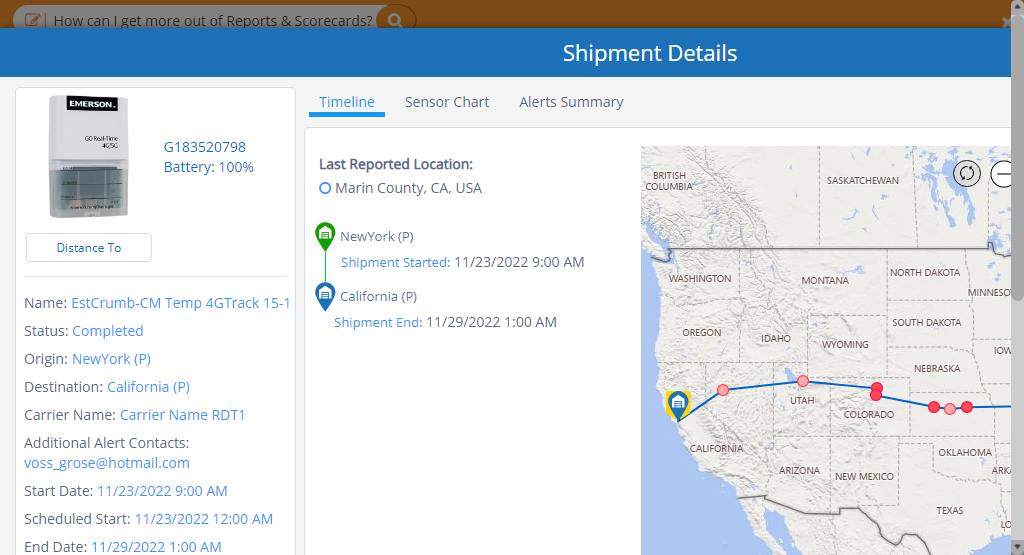 How can I get more out of Reports & Scorecards?
Shipment Details
EMERSON
GO Real-Time
4G/5G
G183520798
Battery: 100%
Distance To
Name: EstCrumb-CM Temp 4GTrack 15-1
Status: Completed
Origin: NewYork (P)
Destination: California (P)
Carrier Name: Carrier Name RDT1
Additional Alert Contacts:
voss_grose@hotmail.com
Start Date: 11/23/2022 9:00 AM
Scheduled Start: 11/23/2022 12:00 AM
End Date: 11/29/2022 1:00 AM
Timeline
Sensor Chart
Alerts Summary
Last Reported Location:
Marin County, CA, USA
NewYork (P)
Shipment Started: 11/23/2022 9:00 AM
California (P)
Shipment End: 11/29/2022 1:00 AM
BRITISH
COLUMBIA
SASKATCHEWAN
WASHINGTON
MONTANA
NORTH DAKOTA
MINNESO
OREGON
IDAHO
WYOMING
SOUTH DAKOTA
IOW
NEBRASKA
UTAH
COLORADO
CALIFORNIA
ARIZONA
NEW MEXICO
OKLAHOMA
ARKA
TEXAS
LO